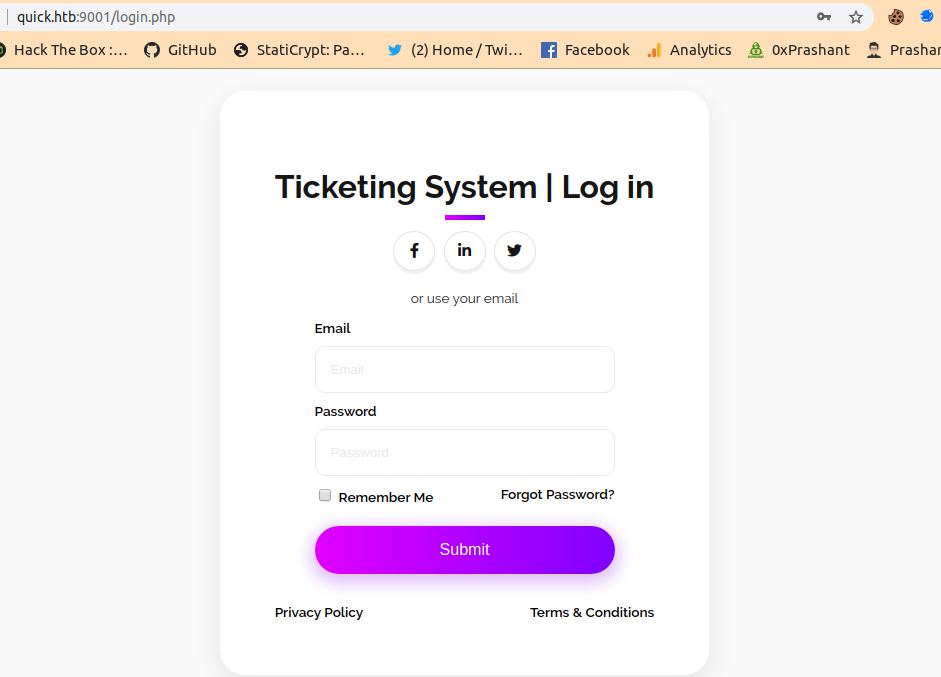 quick.htb:9001/login.php
Hack The Box :... GitHub StatiCrypt: Pa... (2) Home / Twi... Facebook Analytics 0xPrashant Prashar
Ticketing System | Log in
or use your email
Email
Email
Password
Password
Remember Me Forgot Password?
Submit
Privacy Policy Terms & Conditions